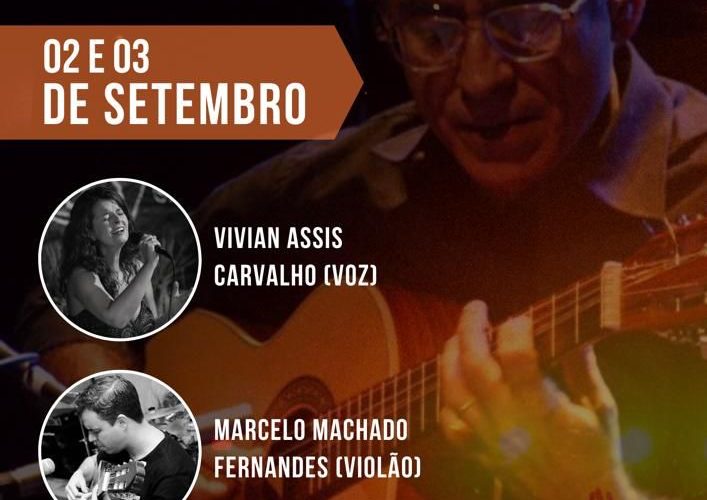 02 E 03
DE SETEMBRO
VIVIAN ASSIS
CARVALHO (VOZ)
MARCELO MACHADO
FERNANDES (VIOLÃO)